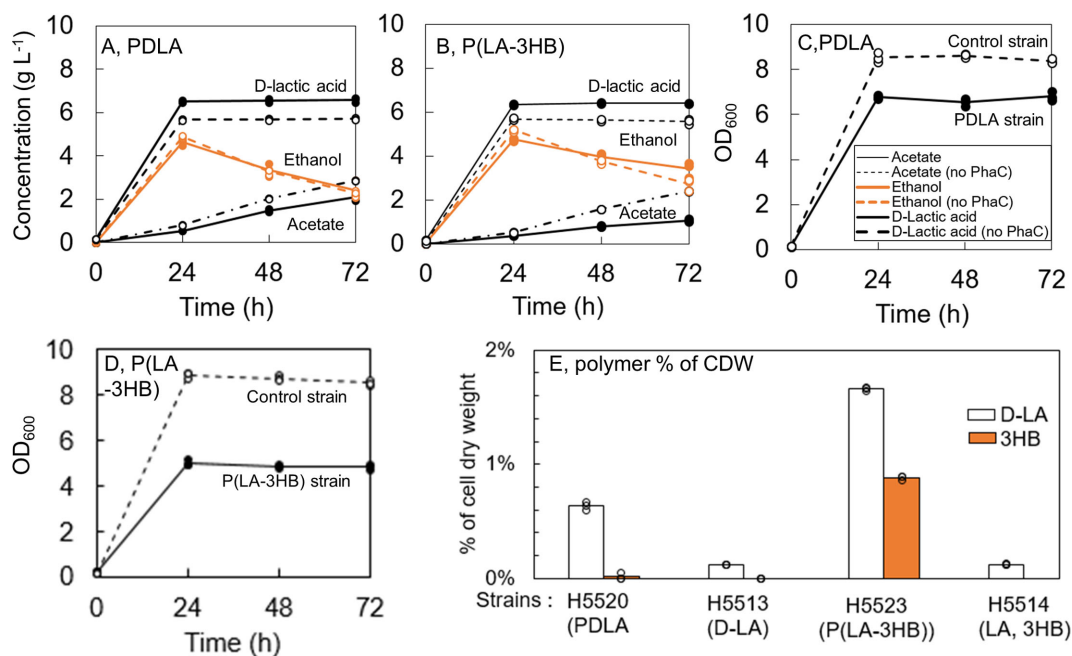 A, PDLA
Concentration (g L⁻¹)
10
8
6
4
2
0
D-lactic acid
Ethanol
Acetate
0 24 48 72
Time (h)
B, P(LA-3HB)
10
8
6
4
2
0
D-lactic acid
Ethanol
Acetate
0 24 48 72
Time (h)
C,PDLA
OD₆₀₀
10
8
6
4
2
0
Control strain
PDLA strain
Acetate
Acetate (no PhaC)
Ethanol
Ethanol (no PhaC)
D-Lactic acid
D-Lactic acid (no PhaC)
0 24 48 72
Time (h)
D, P(LA
-3HB)
OD₆₀₀
10
8
6
4
2
0
Control strain
P(LA-3HB) strain
0 24 48 72
Time (h)
E, polymer % of CDW
% of cell dry weight
2%
1%
0%
D-LA
3HB
Strains : H5520 H5513 H5523 H5514
(PDLA (D-LA) (P(LA-3HB)) (LA, 3HB)